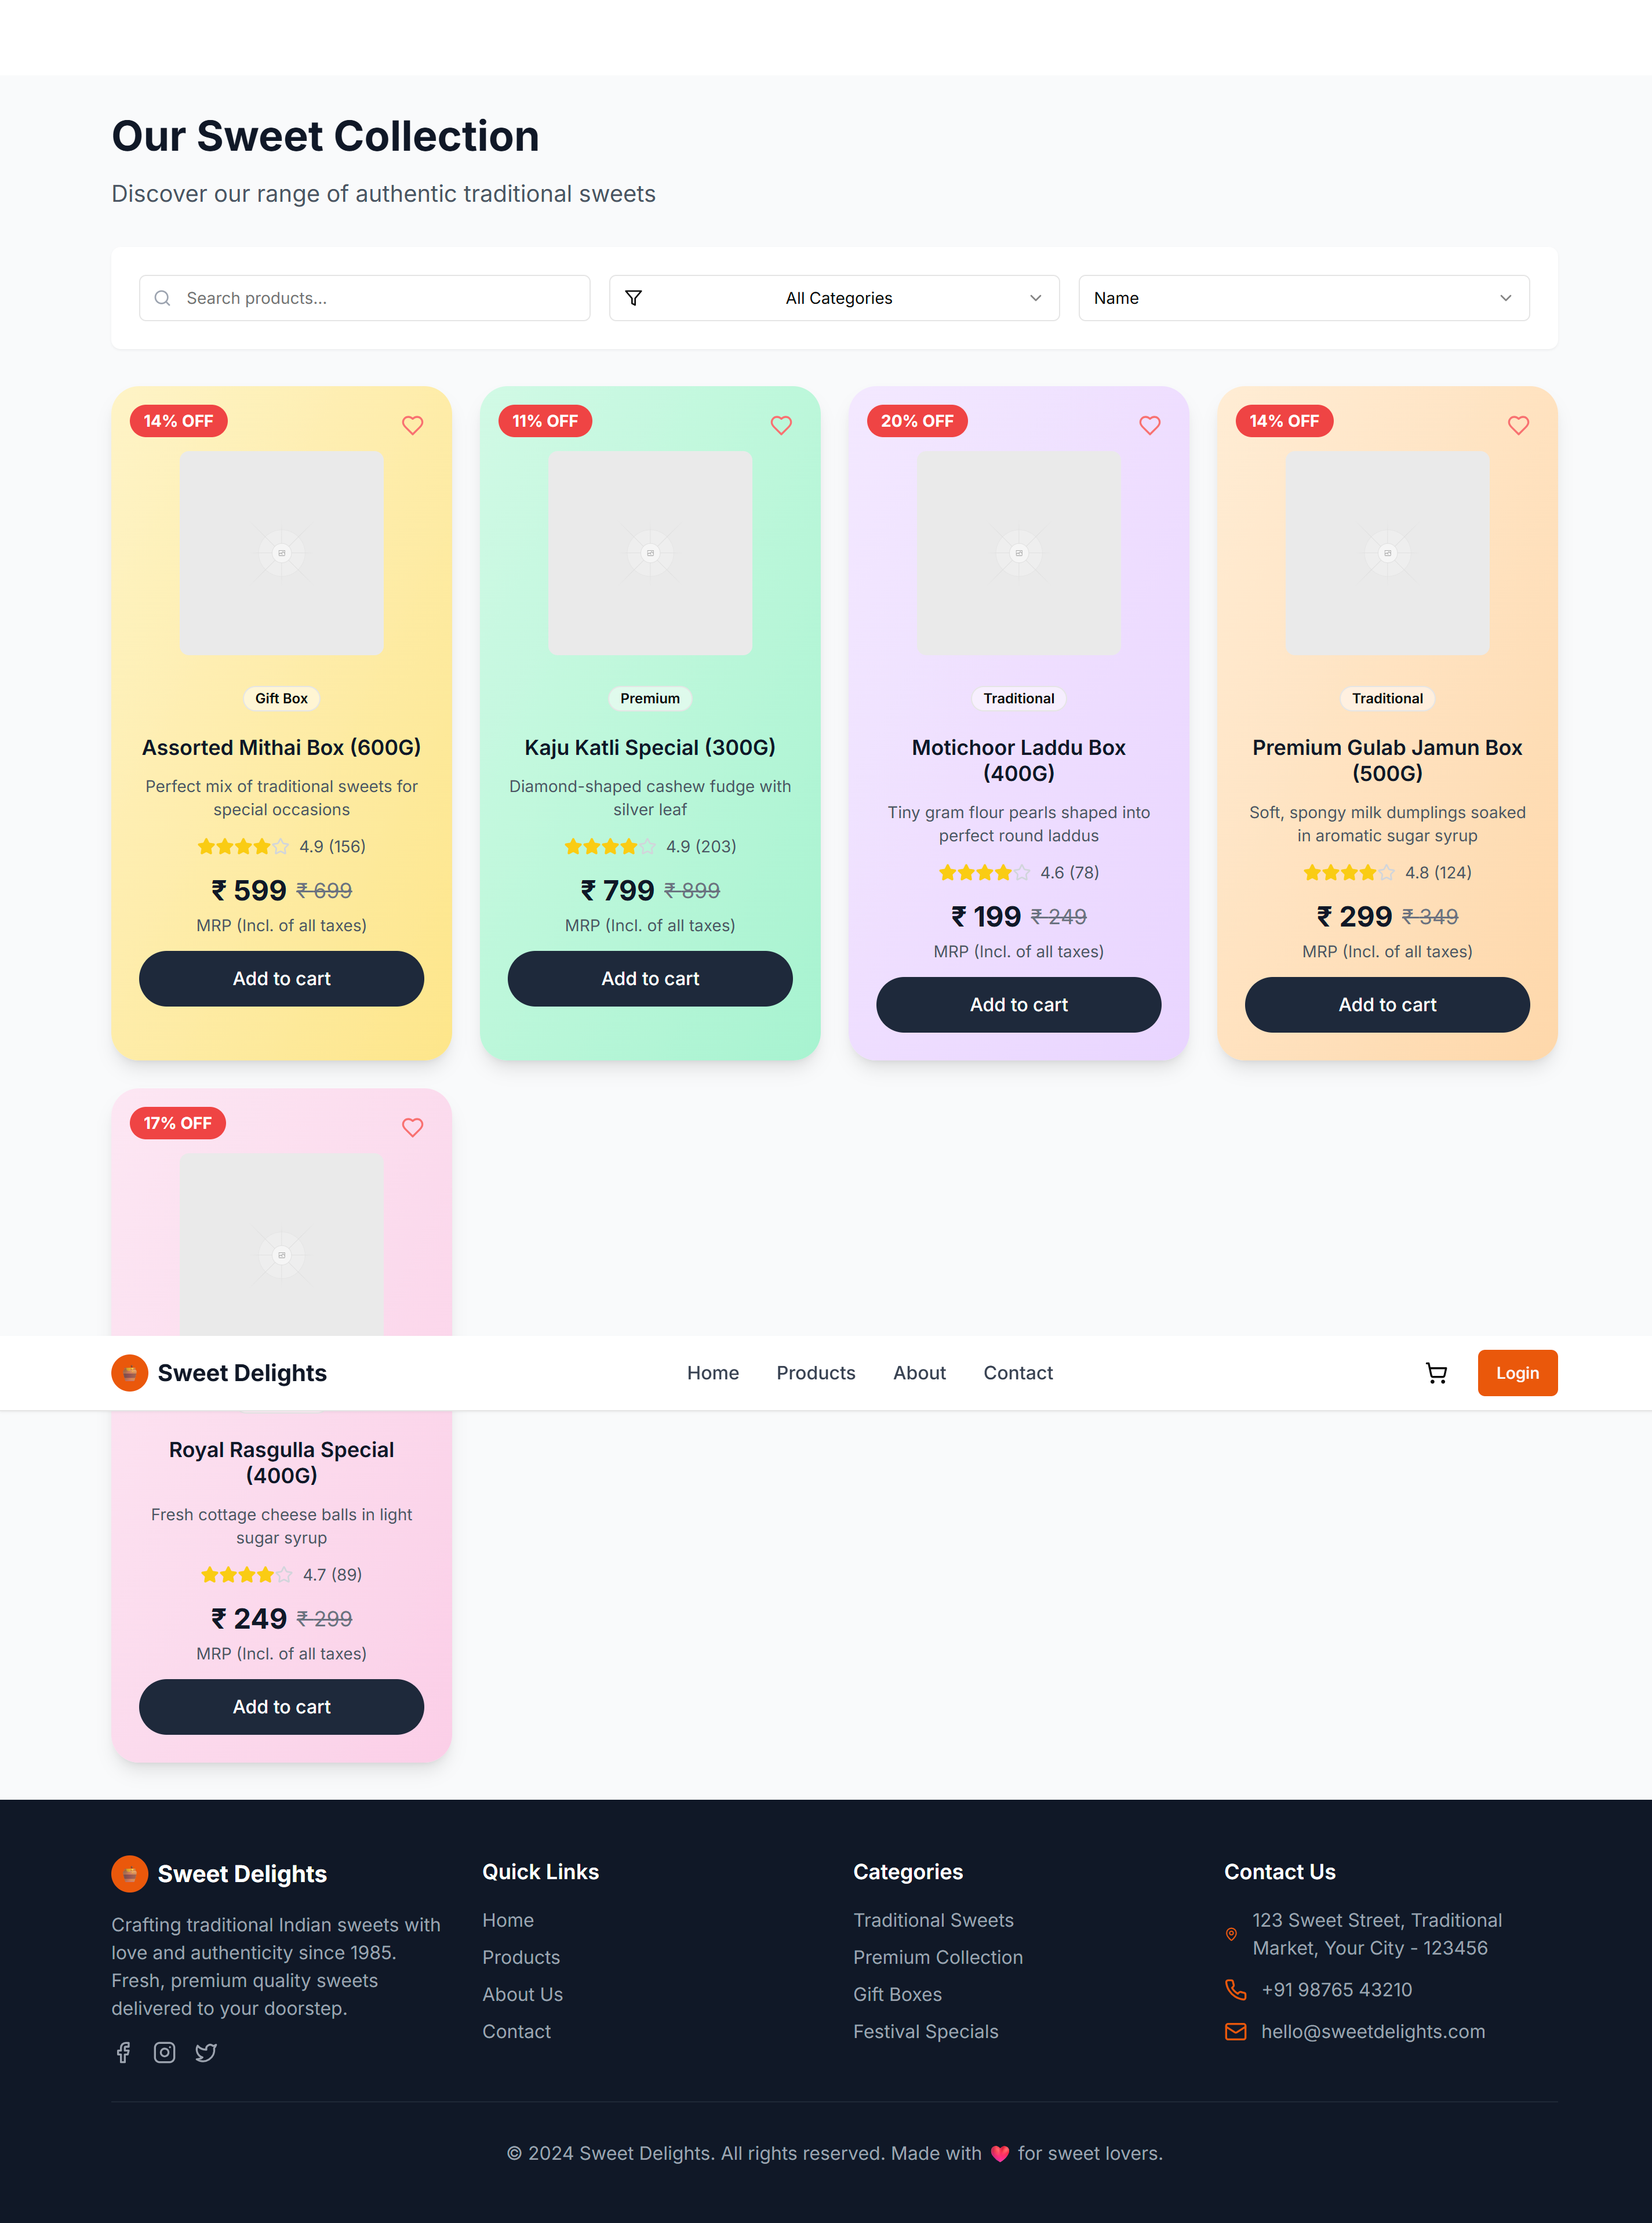 Our Sweet Collection
Discover our range of authentic traditional sweets
Search products...
All Categories
Name
14% OFF
Gift Box
Assorted Mithai Box (600G)
Perfect mix of traditional sweets for
special occasions
4.9 (156)
₹ 599 ₹ 699
MRP (Incl. of all taxes)
Add to cart
11% OFF
Premium
Kaju Katli Special (300G)
Diamond-shaped cashew fudge with
silver leaf
4.9 (203)
₹ 799 ₹ 899
MRP (Incl. of all taxes)
Add to cart
20% OFF
Traditional
Motichoor Laddu Box
(400G)
Tiny gram flour pearls shaped into
perfect round laddus
4.6 (78)
₹ 199 ₹ 249
MRP (Incl. of all taxes)
Add to cart
14% OFF
Traditional
Premium Gulab Jamun Box
(500G)
Soft, spongy milk dumplings soaked
in aromatic sugar syrup
4.8 (124)
₹ 299 ₹ 349
MRP (Incl. of all taxes)
Add to cart
17% OFF
Sweet Delights
Home
Products
About
Contact
Login
Royal Rasgulla Special
(400G)
Fresh cottage cheese balls in light
sugar syrup
4.7 (89)
₹ 249 ₹ 299
MRP (Incl. of all taxes)
Add to cart
Sweet Delights
Crafting traditional Indian sweets with
love and authenticity since 1985.
Fresh, premium quality sweets
delivered to your doorstep.
Quick Links
Home
Products
About Us
Contact
Categories
Traditional Sweets
Premium Collection
Gift Boxes
Festival Specials
Contact Us
123 Sweet Street, Traditional
Market, Your City - 123456
+91 98765 43210
hello@sweetdelights.com
© 2024 Sweet Delights. All rights reserved. Made with ❤️ for sweet lovers.